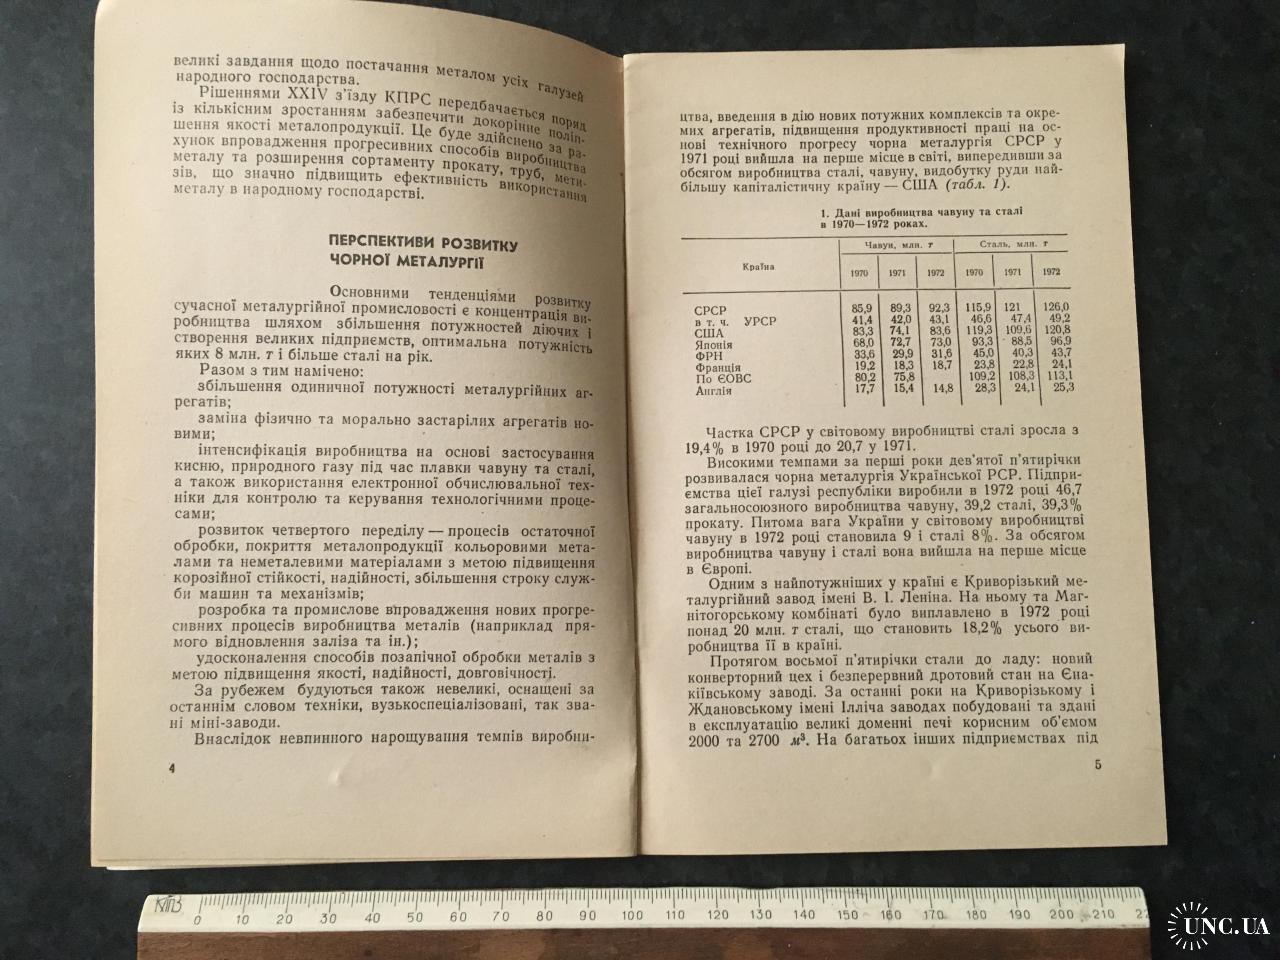 великі завдання щодо постачання металом усіх галузей
народного господарства.
Рішеннями XXIV з’їзду КПРС передбачається поряд
із кількісним зростанням забезпечити докорінне поліп-
шення якості металопродукції. Це буде здійснено за ра-
хунок впровадження прогресивних способів виробництва
металу та розширення сортаменту прокату, труб, мети-
зів, що значно підвищить ефективність використання
металу в народному господарстві.
ПЕРСПЕКТИВИ РОЗВИТКУ
ЧОРНОЇ МЕТАЛУРГІЇ
Основними тенденціями розвитку
сучасної металургійної промисловості є концентрація ви-
робництва шляхом збільшення потужностей діючих і
створення великих підприємств, оптимальна потужність
яких 8 млн. т і більше сталі на рік.
Разом з тим намічено:
збільшення одиничної потужності металургійних аг-
регатів;
заміна фізично та морально застарілих агрегатів но-
вими;
інтенсифікація виробництва на основі застосування
кисню, природного газу під час плавки чавуну та сталі,
а також використання електронної обчислювальної тех-
ніки для контролю та керування технологічними проце-
сами;
розвиток четвертого переділу — процесів остаточної
обробки, покриття металопродукції кольоровими мета-
лами та неметалевими матеріалами з метою підвищення
корозійної стійкості, надійності, збільшення строку служ-
би машин та механізмів;
розробка та промислове впровадження нових прогре-
сивних процесів виробництва металів (наприклад пря-
мого відновлення заліза та ін.);
удосконалення способів позапічної обробки металів з
метою підвищення якості, надійності, довговічності.
За рубежем будуються також невеликі, оснащені за
останнім словом техніки, вузькоспеціалізовані, так зва-
ні міні-заводи.
Внаслідок невпинного нарощування темпів виробни-
4
цтва, введення в дію нових потужних комплексів та окре-
мих агрегатів, підвищення продуктивності праці на ос-
нові технічного прогресу чорна металургія СРСР у
1971 році вийшла на перше місце в світі, випередивши за
обсягом виробництва сталі, чавуну, видобутку руди най-
більшу капіталістичну країну — США (табл. 1).
1. Дані виробництва чавуну та сталі
в 1970—1972 роках.
Країна Чавун, млн. т Сталь, млн. т
1970 1971 1972 1970 1971 1972
СРСР 85,9 89,3 92,3 115,9 121 126,0
в т. ч. УРСР 41,4 42,0 43,1 46,6 47,4 49,2
США 83,3 74,1 83,6 119,3 109,6 120,8
Японія 68,0 72,7 73,0 93,3 88,5 96,9
ФРН 33,6 29,9 31,6 45,0 40,3 43,7
Франція 19,2 18,3 18,7 23,8 22,8 24,1
По ЄОВС 80,2 75,8 109,2 108,3 113,1
Англія 17,7 15,4 14,8 28,3 24,1 25,3
Частка СРСР у світовому виробництві сталі зросла з
19,4% в 1970 році до 20,7 у 1971.
Високими темпами за перші роки дев’ятої п’ятирічки
розвивалася чорна металургія Української РСР. Підпри-
ємства цієї галузі республіки виробили в 1972 році 46,7
загальносоюзного виробництва чавуну, 39,2 сталі, 39,3%
прокату. Питома вага України у світовому виробництві
чавуну в 1972 році становила 9 і сталі 8%. За обсягом
виробництва чавуну і сталі вона вийшла на перше місце
в Європі.
Одним з найпотужніших у країні є Криворізький ме-
талургійний завод імені В. І. Леніна. На ньому та Маг-
нітогорському комбінаті було виплавлено в 1972 році
понад 20 млн. т сталі, що становить 18,2% усього ви-
робництва її в країні.
Протягом восьмої п’ятирічки стали до ладу: новий
конверторний цех і безперервний дротовий стан на Єна-
кіївському заводі. За останні роки на Криворізькому і
Ждановському імені Ілліча заводах побудовані та здані
в експлуатацію великі доменні печі корисним об’ємом
2000 та 2700 м³. На багатьох інших підприємствах під
5
0 10 20 30 40 50 60 70 80 90 100 110 120 130 140 150 160 170 180 190 200 210
UNC.UA